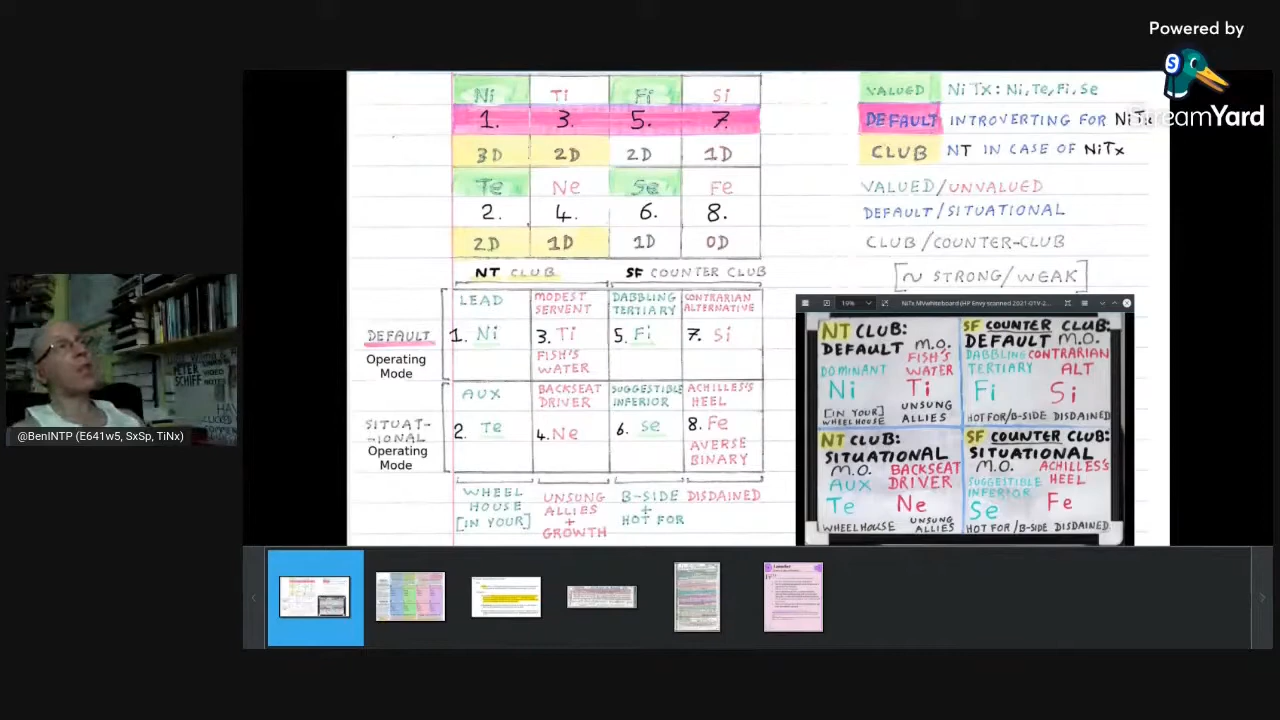 Powered by
StreamYard
Ni Ti Fi Si
1. 3. 5. 7.
3D 2D 2D 1D
Te Ne Se Fe
2. 4. 6. 8.
2D 1D 1D 0D
NT CLUB SF COUNTER CLUB
VALUED NiTx: Ni, Te, Fi, Se
DEFAULT INTROVERTING FOR NiTx
CLUB NT IN CASE OF NiTx
VALUED/UNVALUED
DEFAULT/SITUATIONAL
CLUB/COUNTER-CLUB
[~ STRONG/WEAK]
LEAD MODEST SERVENT DABBLING TERTIARY CONTRARIAN ALTERNATIVE
DEFAULT 1. Ni 3. Ti 5. Fi 7. Si
Operating Mode
FISH'S WATER
AUX BACKSEAT DRIVER SUGGESTIBLE INFERIOR ACHILLES'S HEEL
SITUAT-
-IONAL 2. Te 4. Ne 6. Se 8. Fe
Operating Mode
AVERSE BINARY
WHEEL HOUSE [IN YOUR]
UNSUNG ALLIES + GROWTH
B-SIDE + HOT FOR
DISDAINED
19%
NT CLUB:
DEFAULT M.O.
DOMINANT FISH'S WATER
Ni Ti
[IN YOUR] WHEELHOUSE UNSUNG ALLIES
SF COUNTER CLUB:
DEFAULT M.O.
DABBLING TERTIARY CONTRARIAN ALT
Fi Si
HOT FOR/B-SIDE DISDAINED
NT CLUB:
SITUATIONAL
M.O. BACKSEAT DRIVER
AUX
Te Ne
WHEELHOUSE UNSUNG ALLIES
SF COUNTER CLUB:
SITUATIONAL
M.O. ACHILLES'S HEEL
SUGGESTIBLE INFERIOR
Se Fe
HOT FOR/B-SIDE DISDAINED
PETER
SCHIFF
HAV
@BenINTP (E641w5, SxSp, TiNx)